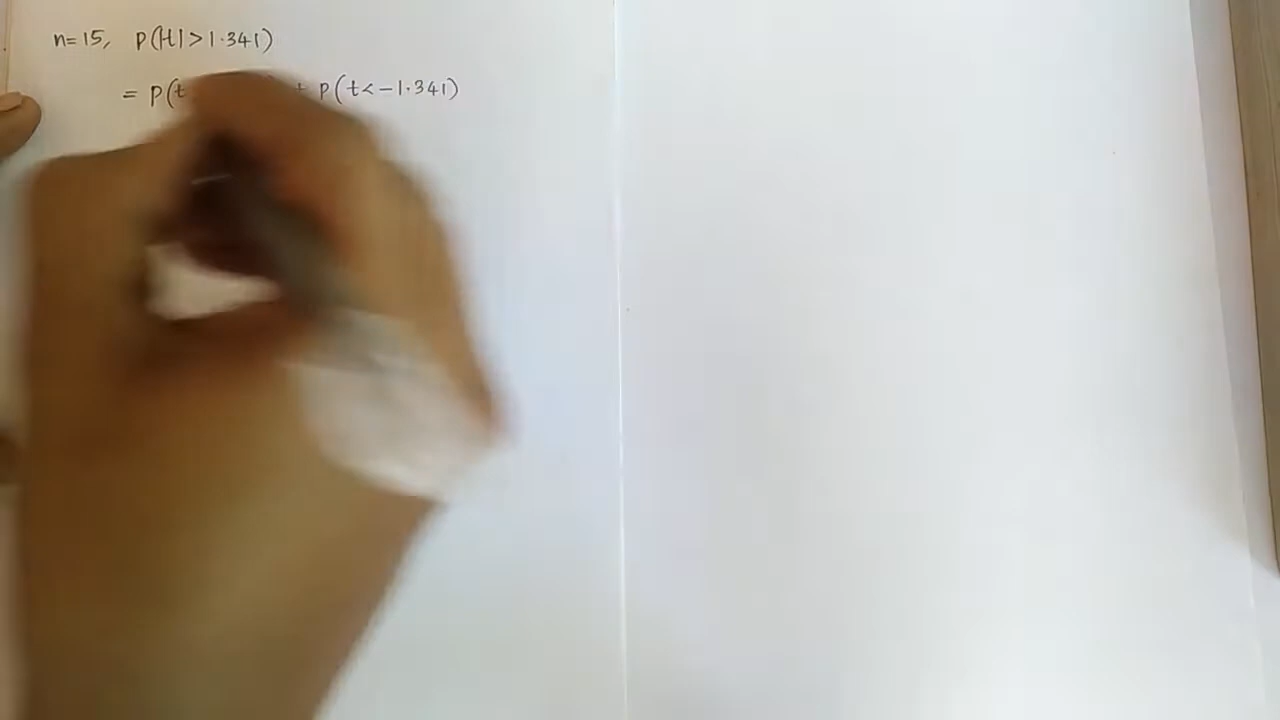 n=15, P(|t|>1.341)
= P(t + P(t<-1.341)